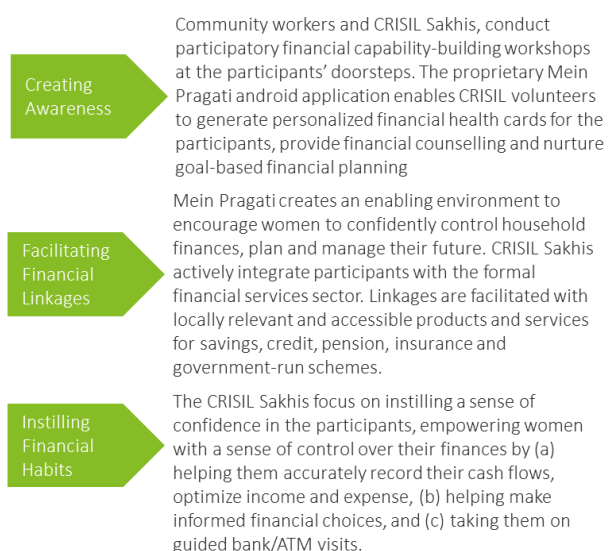 Creating
Awareness
Community workers and CRISIL Sakhis, conduct
participatory financial capability-building workshops
at the participants’ doorsteps. The proprietary Mein
Pragati android application enables CRISIL volunteers
to generate personalized financial health cards for the
participants, provide financial counselling and nurture
goal-based financial planning
Facilitating
Financial
Linkages
Mein Pragati creates an enabling environment to
encourage women to confidently control household
finances, plan and manage their future. CRISIL Sakhis
actively integrate participants with the formal
financial services sector. Linkages are facilitated with
locally relevant and accessible products and services
for savings, credit, pension, insurance and
government-run schemes.
Instilling
Financial
Habits
The CRISIL Sakhis focus on instilling a sense of
confidence in the participants, empowering women
with a sense of control over their finances by (a)
helping them accurately record their cash flows,
optimize income and expense, (b) helping make
informed financial choices, and (c) taking them on
guided bank/ATM visits.